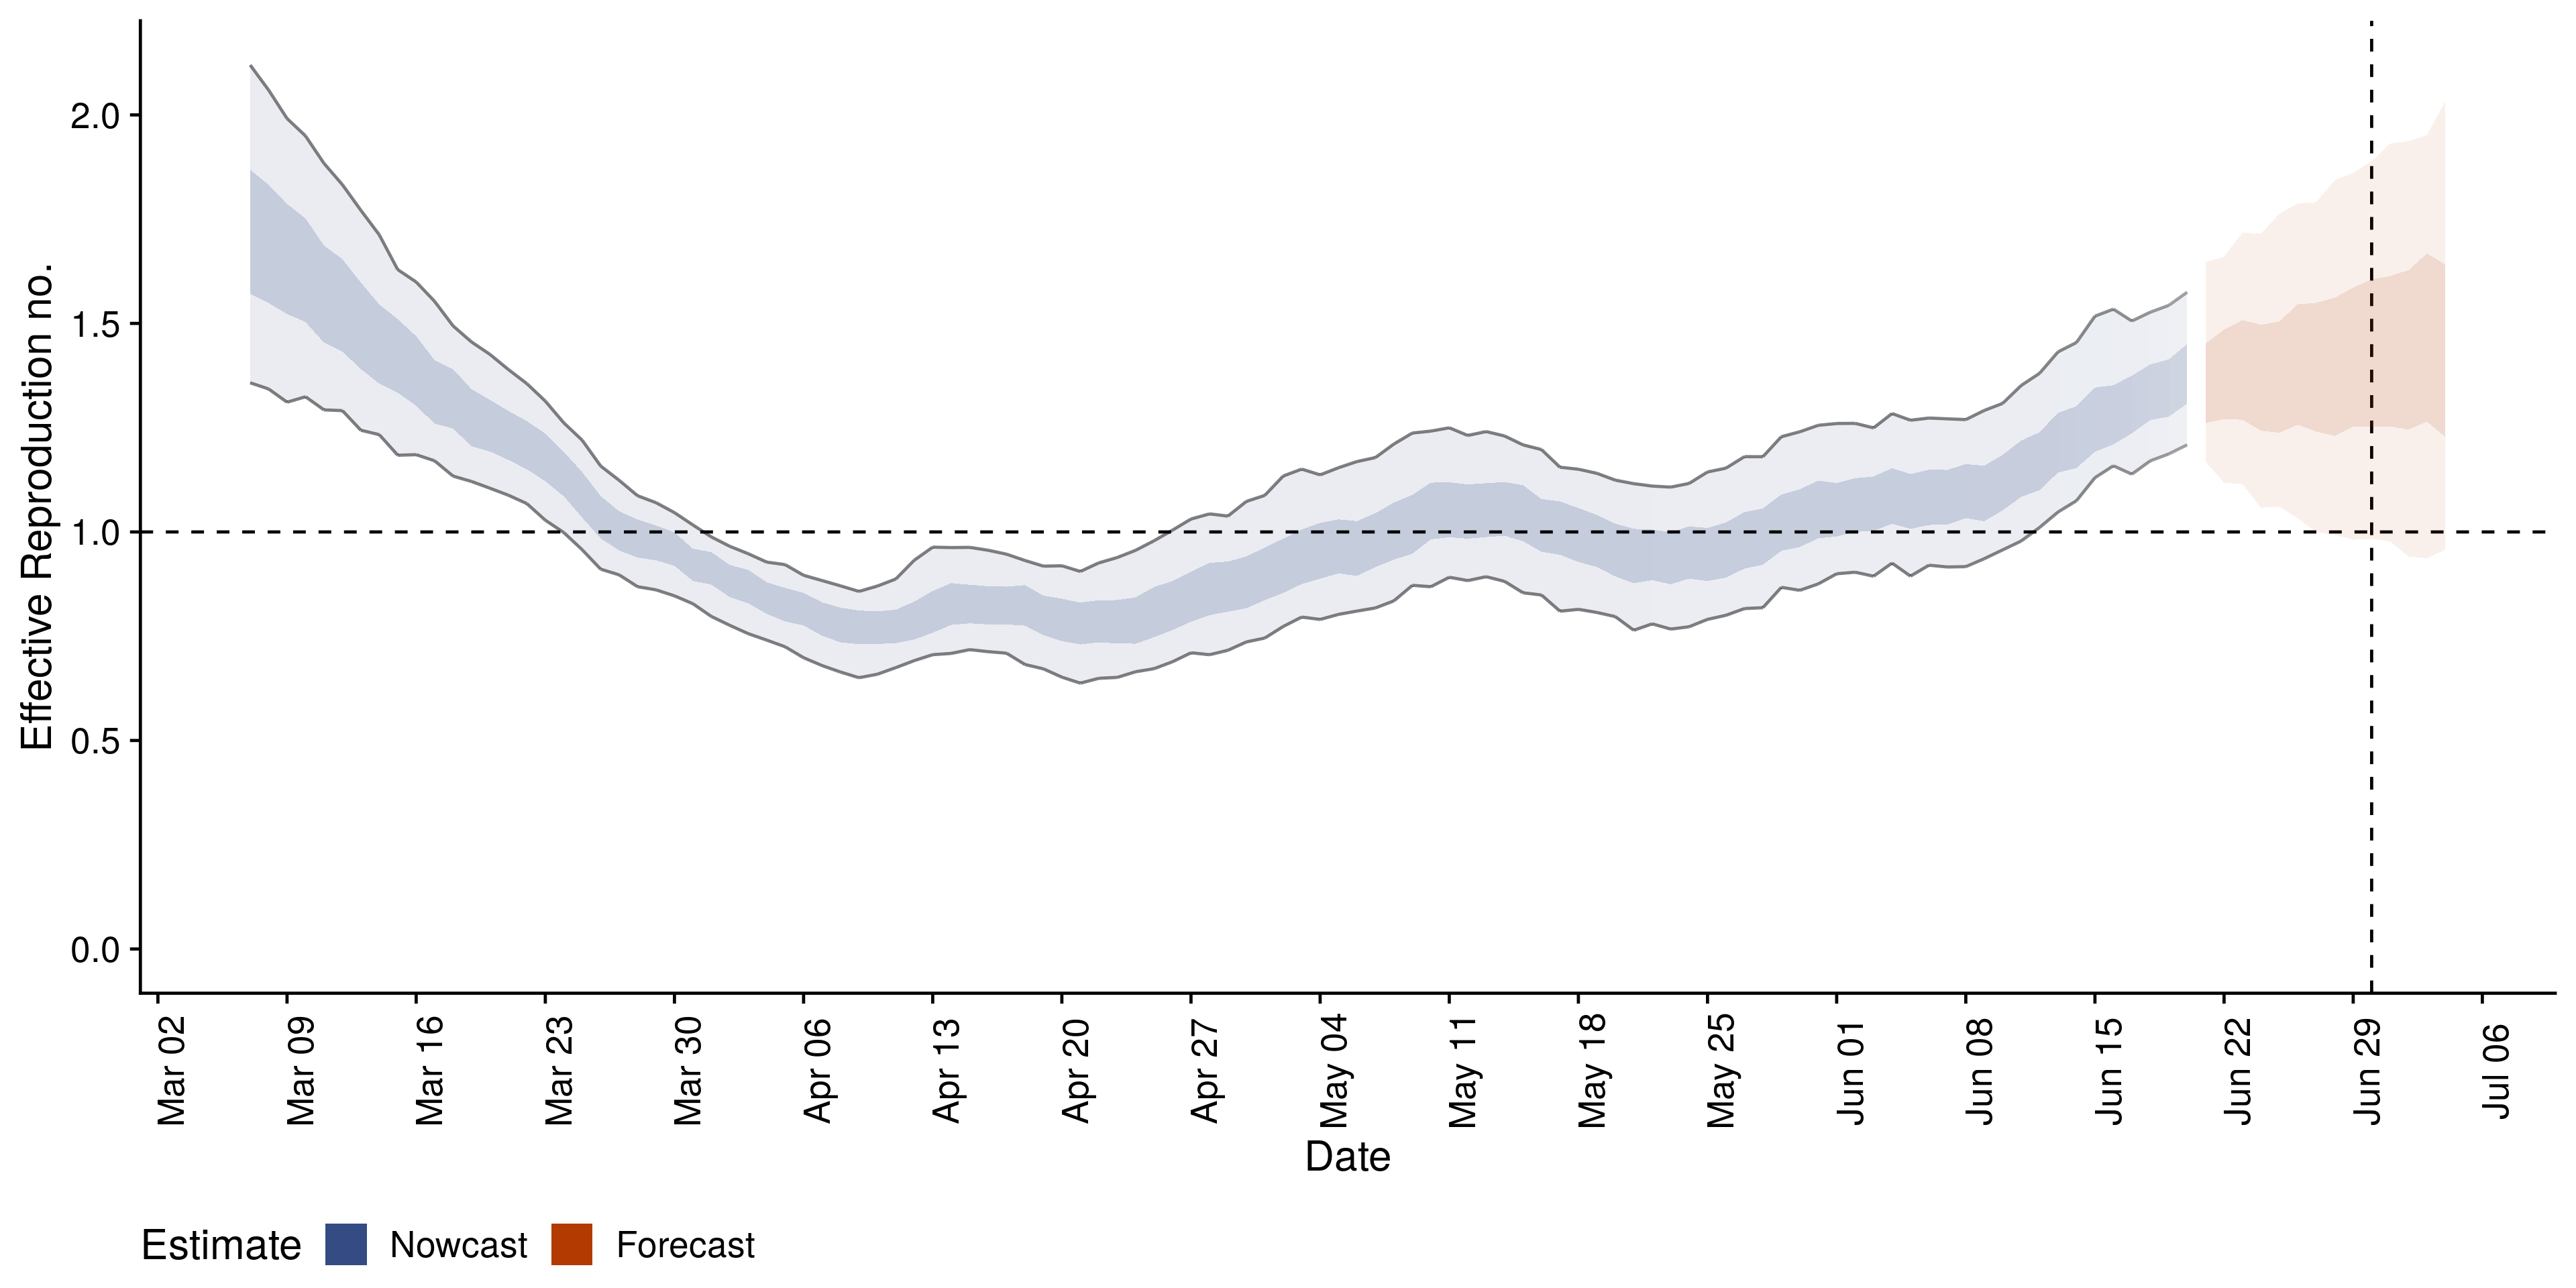 Effective Reproduction no.
2.0
1.5
1.0
0.5
0.0
Mar 02
Mar 09
Mar 16
Mar 23
Mar 30
Apr 06
Apr 13
Apr 20
Apr 27
May 04
May 11
May 18
May 25
Jun 01
Jun 08
Jun 15
Jun 22
Jun 29
Jul 06
Date
Estimate Nowcast Forecast